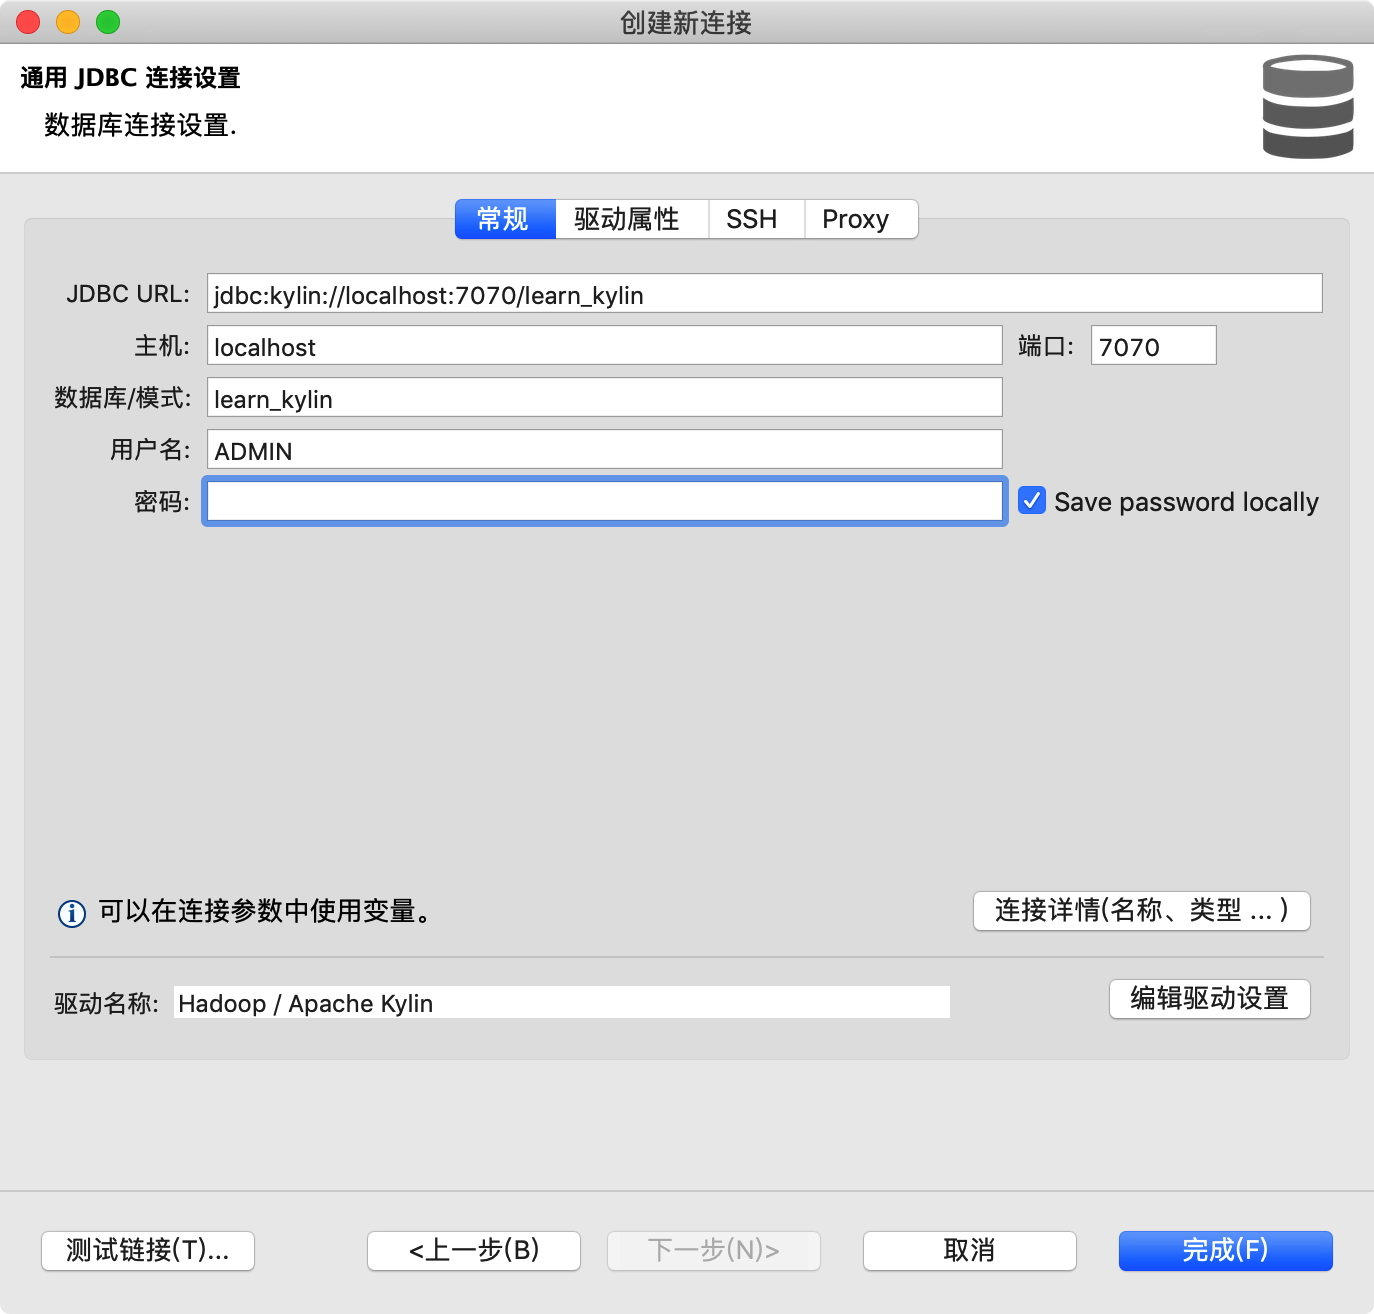 创建新连接
通用 JDBC 连接设置
数据库连接设置.
常规 驱动属性 SSH Proxy
JDBC URL: jdbc:kylin://localhost:7070/learn_kylin
主机: localhost 端口: 7070
数据库/模式: learn_kylin
用户名: ADMIN
密码: Save password locally
可以在连接参数中使用变量。 连接详情(名称、类型 ... )
驱动名称: Hadoop / Apache Kylin 编辑驱动设置
测试链接(T)... <上一步(B) 下一步(N)> 取消 完成(F)